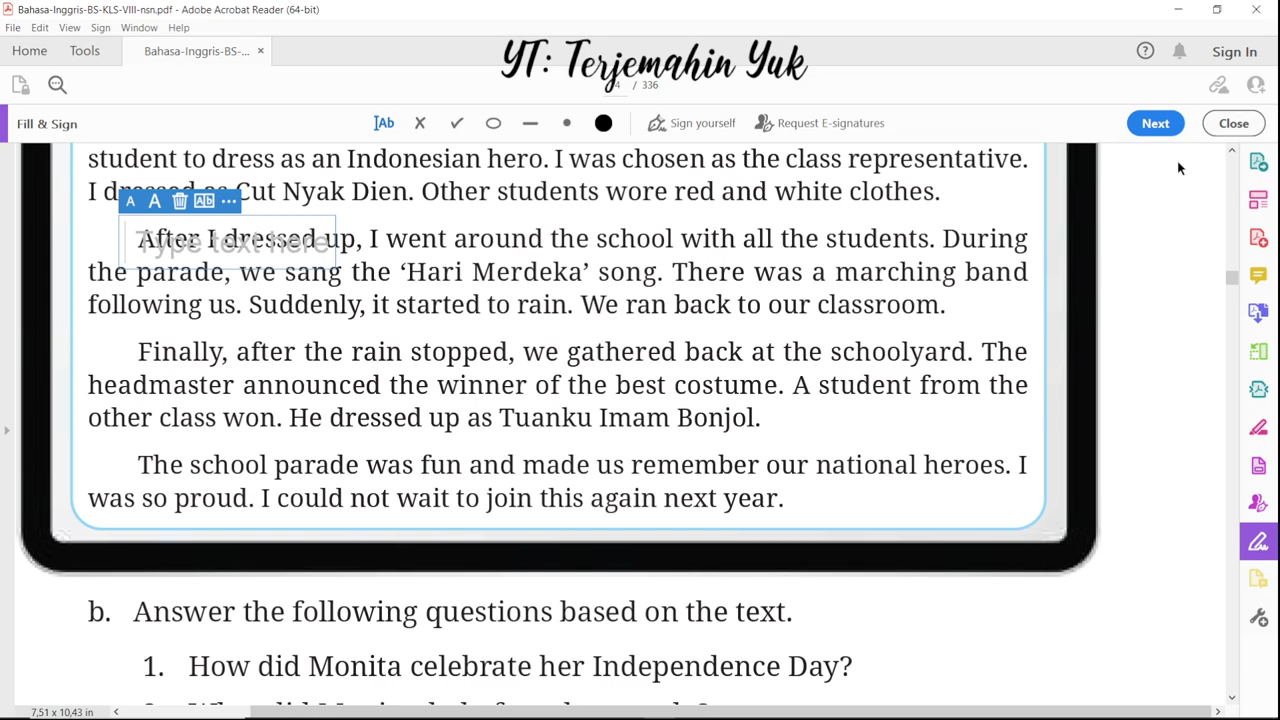 Bahasa-Inggris-BS-KLS-VIII-nsn.pdf - Adobe Acrobat Reader (64-bit)
File Edit View Sign Window Help
Home Tools Bahasa-Inggris-BS-... × Sign In
YT: Terjemahin Yuk
/ 336
Fill & Sign Ab Sign yourself Request E-signatures Next Close
student to dress as an Indonesian hero. I was chosen as the class representative.
I dressed as Cut Nyak Dien. Other students wore red and white clothes.
A A Ab ...
Type text here
After I dressed up, I went around the school with all the students. During
the parade, we sang the ‘Hari Merdeka’ song. There was a marching band
following us. Suddenly, it started to rain. We ran back to our classroom.
Finally, after the rain stopped, we gathered back at the schoolyard. The
headmaster announced the winner of the best costume. A student from the
other class won. He dressed up as Tuanku Imam Bonjol.
The school parade was fun and made us remember our national heroes. I
was so proud. I could not wait to join this again next year.
b. Answer the following questions based on the text.
1. How did Monita celebrate her Independence Day?
7,51 x 10,43 in